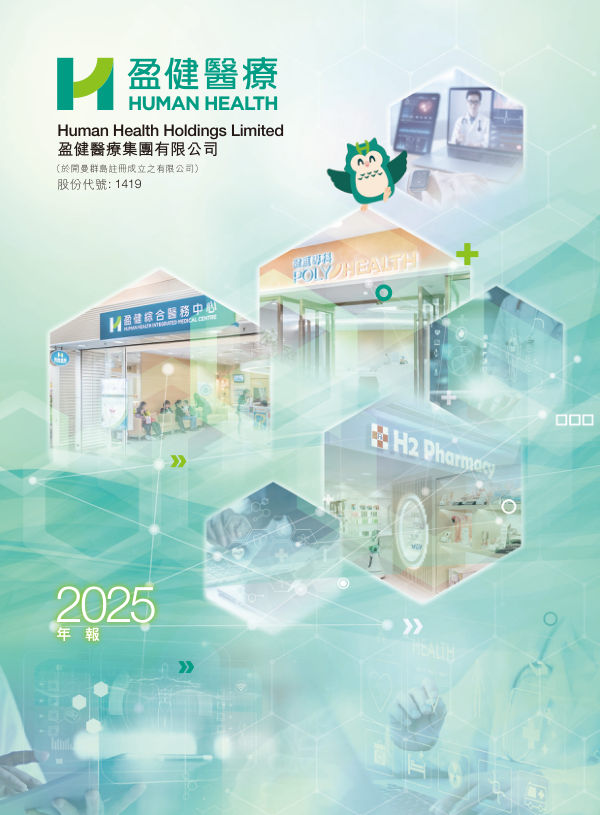 盈健醫療
HUMAN HEALTH
Human Health Holdings Limited
盈健醫療集團有限公司
（於開曼群島註冊成立之有限公司）
股份代號: 1419
POLY HEALTH
盈健綜合醫務中心
HUMAN HEALTH INTEGRATED MEDICAL CENTRE
H2 Pharmacy
2025
年 報
HEALTH